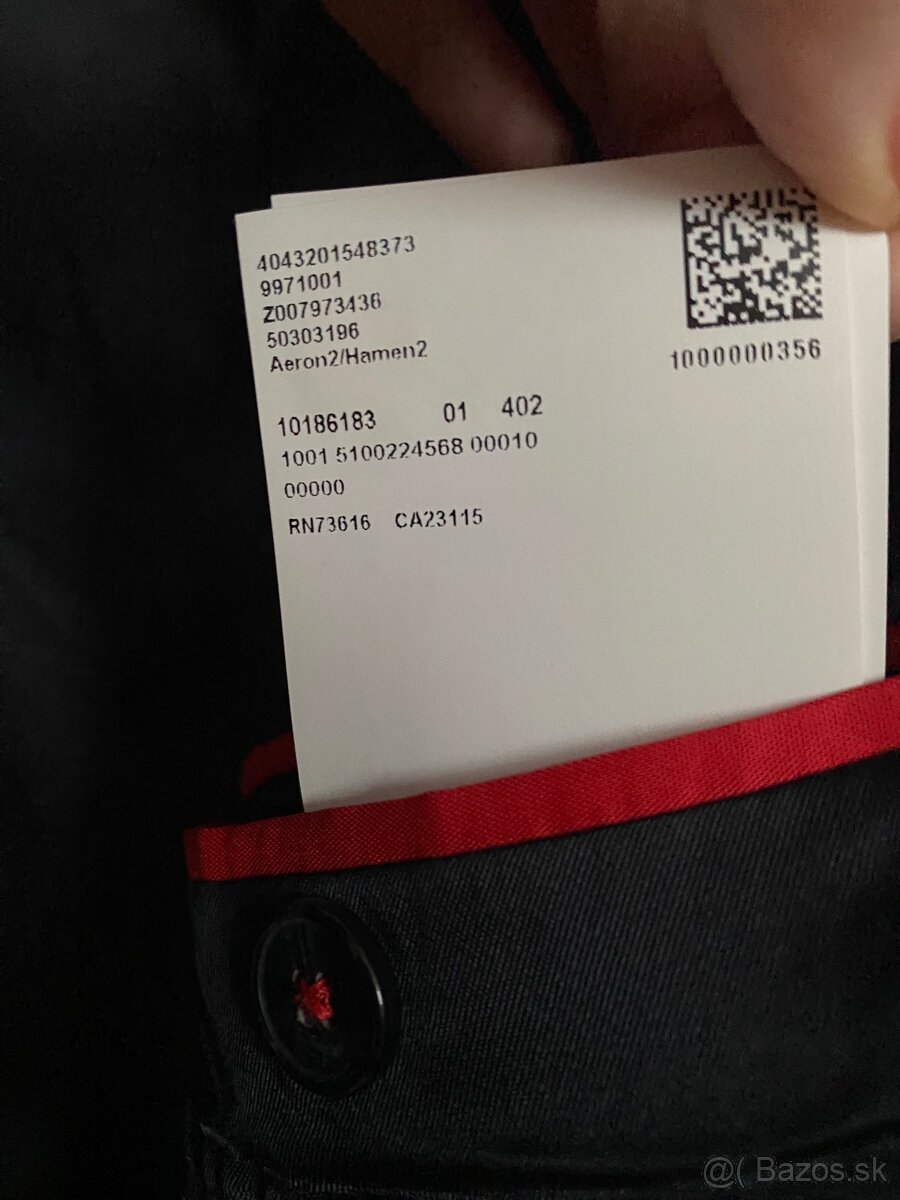 4043201548373
9971001
Z007973436
50303196
Aeron2/Hamen2
1000000356
10186183 01 402
1001 5100224568 00010
00000
RN73616 CA23115
@( Bazos.sk